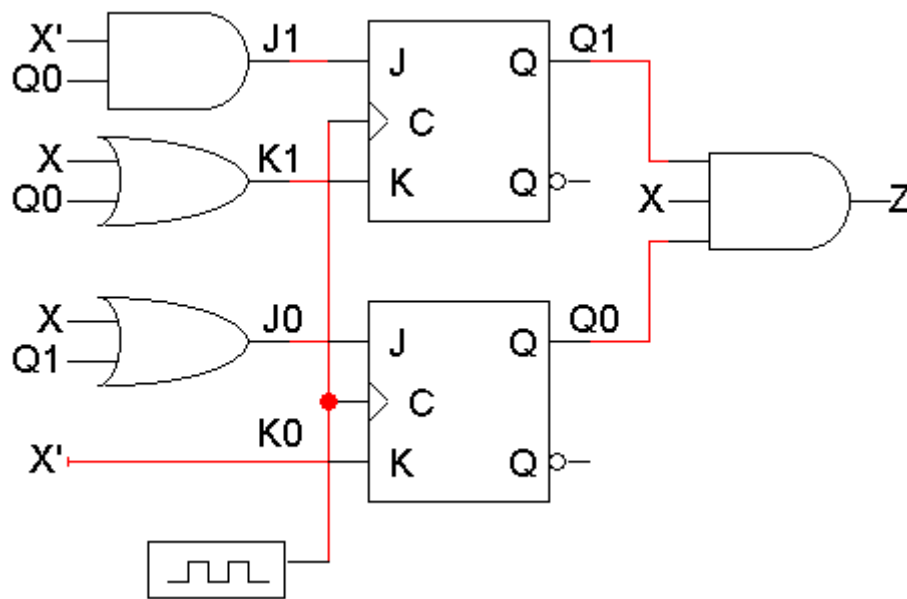 X' J1 J Q Q1
Q0
C
X K1 K Q
Q0
X Z
X J0 J Q Q0
Q1
C
X' K0 K Q